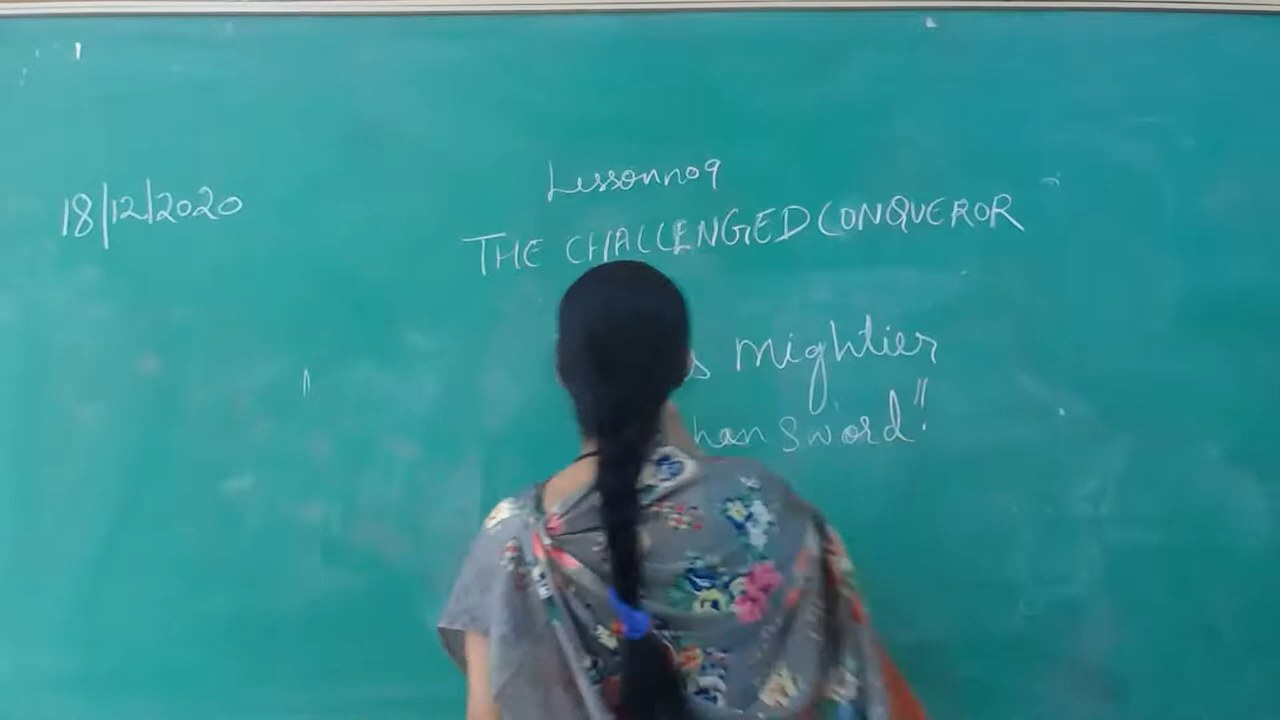 18/12/2020
Lesson no 9
THE CHALLENGED CONQUEROR
Mightier
han Sword"!